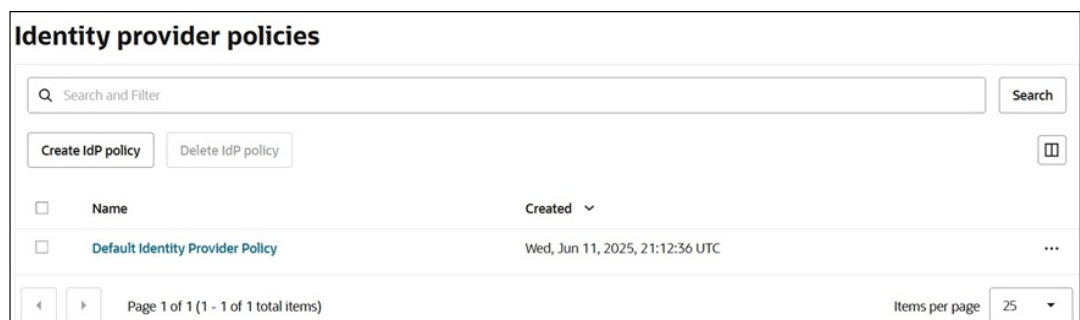 Identity provider policies
Search and Filter
Search
Create IdP policy
Delete IdP policy
Name
Created
Default Identity Provider Policy
Wed, Jun 11, 2025, 21:12:36 UTC
Page 1 of 1 (1 - 1 of 1 total items)
Items per page
25